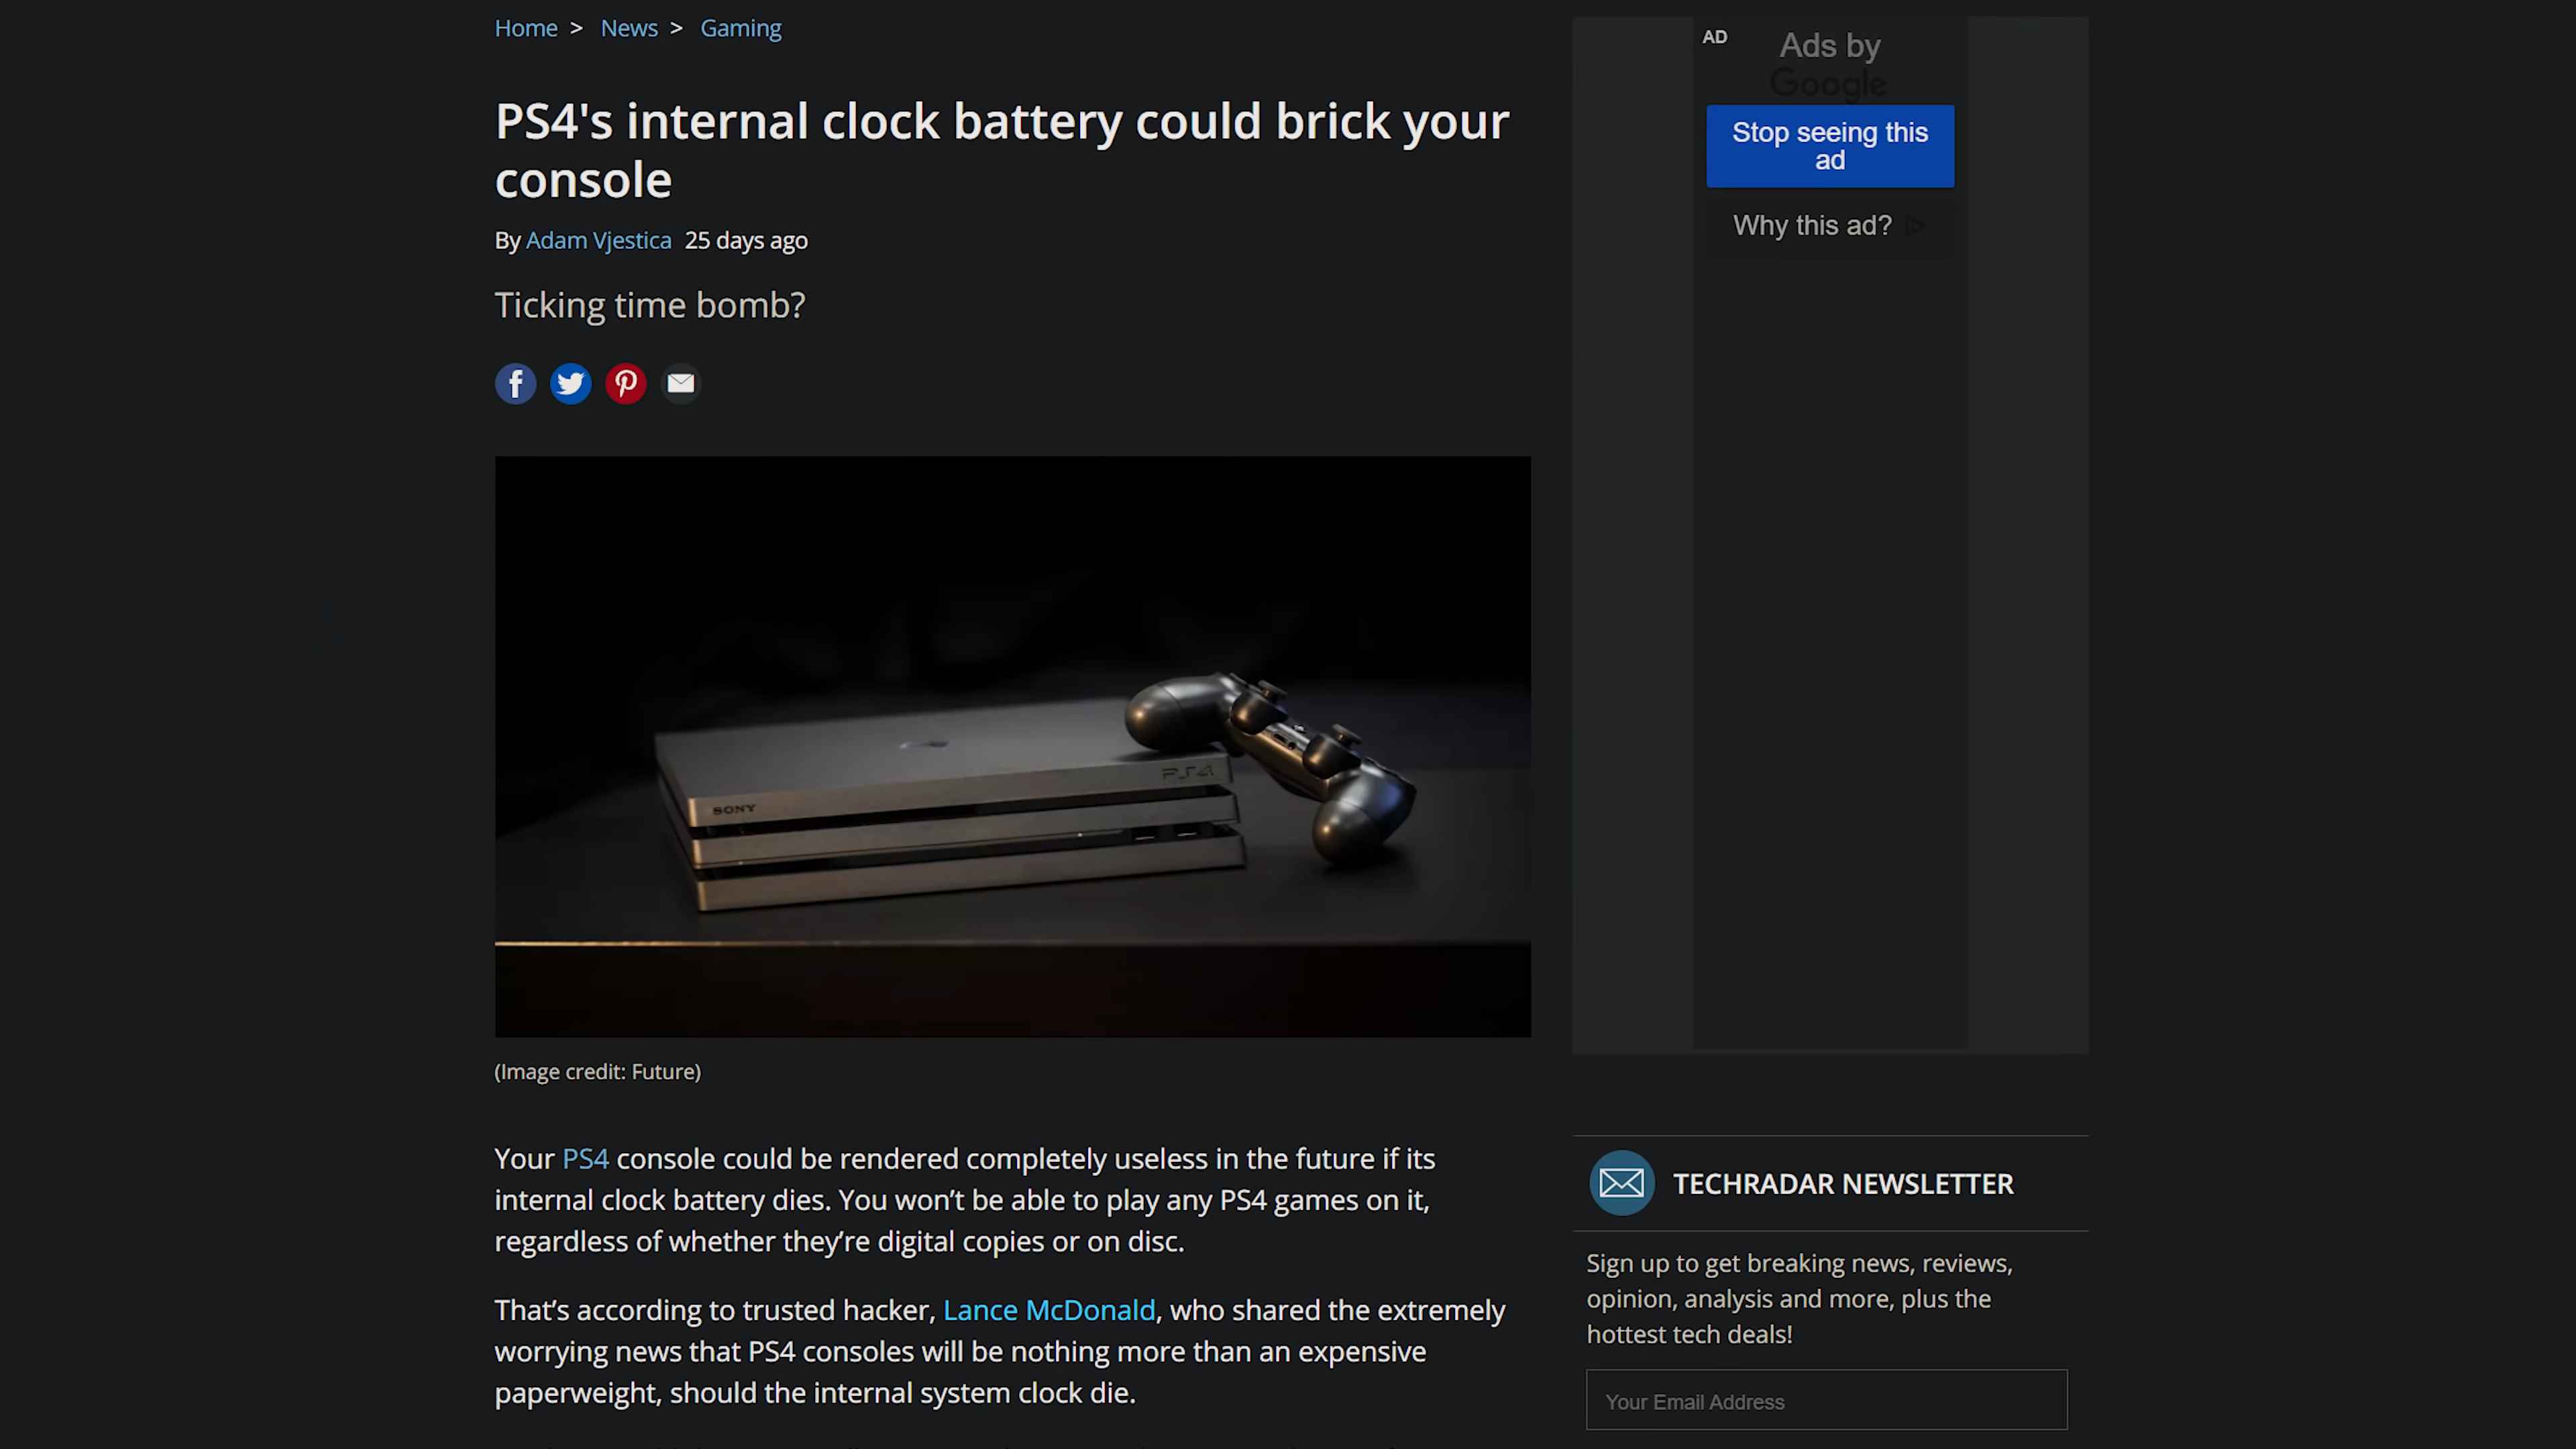 Home > News > Gaming
PS4's internal clock battery could brick your
console
By Adam Vjestica 25 days ago
Ticking time bomb?
SONY
PS4
(Image credit: Future)
Your PS4 console could be rendered completely useless in the future if its
internal clock battery dies. You won’t be able to play any PS4 games on it,
regardless of whether they’re digital copies or on disc.
That’s according to trusted hacker, Lance McDonald, who shared the extremely
worrying news that PS4 consoles will be nothing more than an expensive
paperweight, should the internal system clock die.
AD
Ads by
Google
Stop seeing this
ad
Why this ad?
TECHRADAR NEWSLETTER
Sign up to get breaking news, reviews,
opinion, analysis and more, plus the
hottest tech deals!
Your Email Address